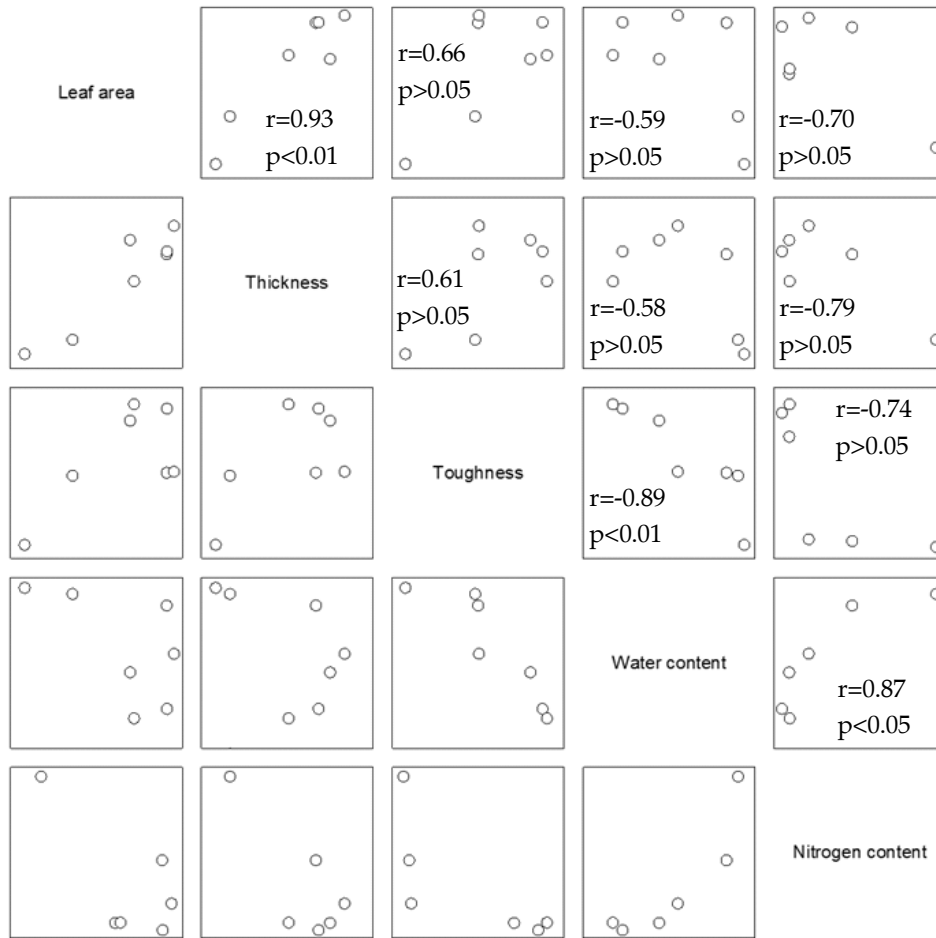 Leaf area
r=0.93
p<0.01
r=0.66
p>0.05
r=-0.59
p>0.05
r=-0.70
p>0.05
Thickness
r=0.61
p>0.05
r=-0.58
p>0.05
r=-0.79
p>0.05
Toughness
r=-0.89
p<0.01
r=-0.74
p>0.05
Water content
r=0.87
p<0.05
Nitrogen content